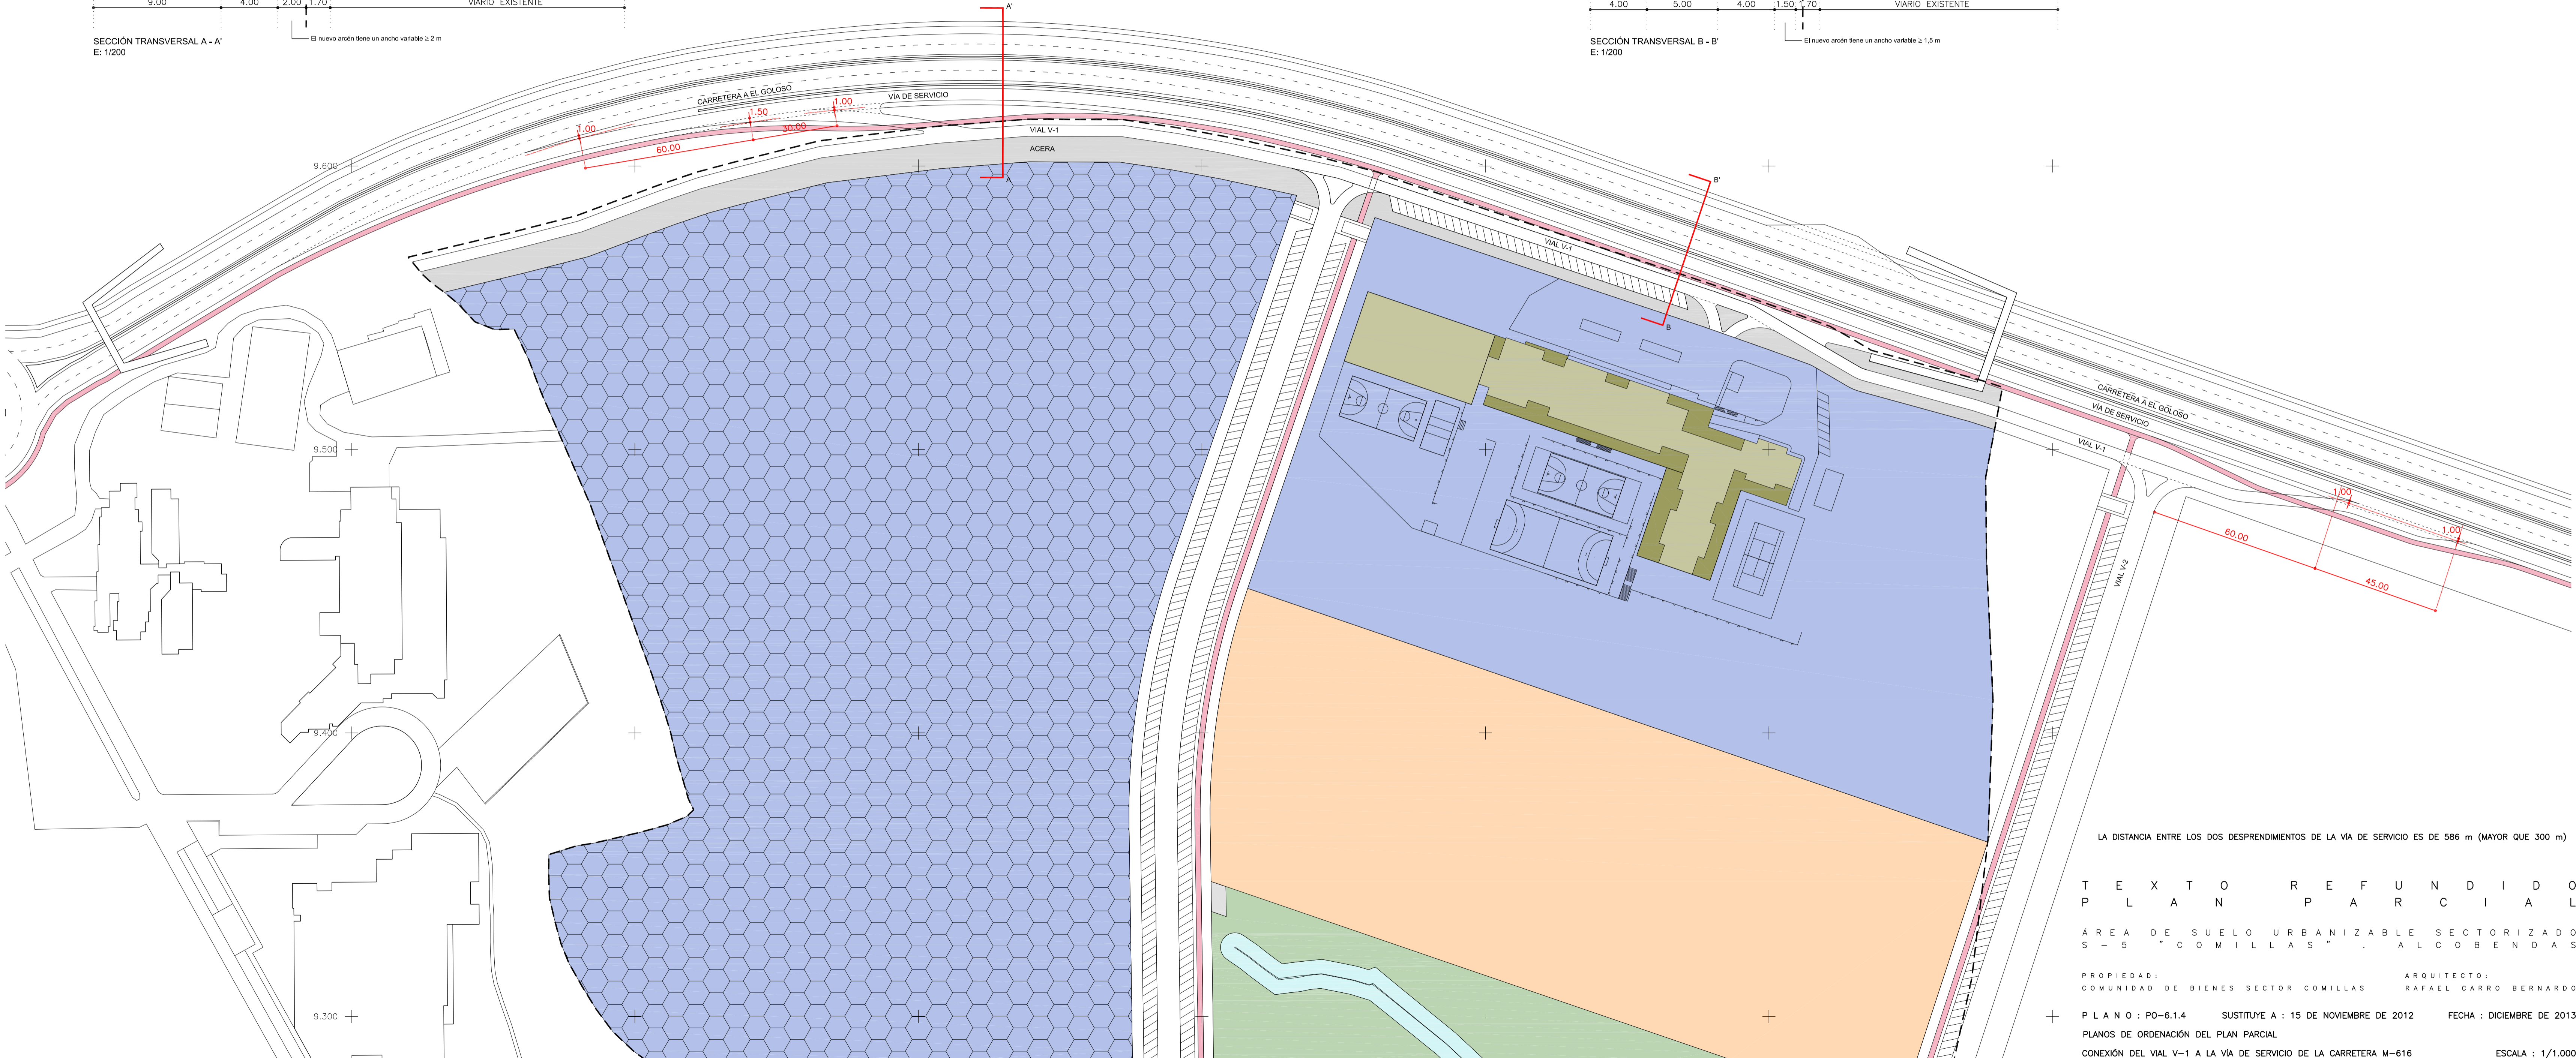 9.00 4.00 2.00 1.70 VIARIO EXISTENTE
El nuevo arcén tiene un ancho variable ≥ 2 m
SECCIÓN TRANSVERSAL A - A'
E: 1/200
4.00 5.00 4.00 1.50 1.70 VIARIO EXISTENTE
El nuevo arcén tiene un ancho variable ≥ 1,5 m
SECCIÓN TRANSVERSAL B - B'
E: 1/200
A'
CARRETERA A EL GOLOSO
VÍA DE SERVICIO
1.00
1.50
1.00
30.00
60.00
VIAL V-1
ACERA
A
9.600
B'
VIAL V-1
B
CARRETERA A EL GOLOSO
VÍA DE SERVICIO
VIAL V-1
9.500
1.00
1.00
60.00
45.00
VIAL V-2
9.400
9.300
LA DISTANCIA ENTRE LOS DOS DESPRENDIMIENTOS DE LA VÍA DE SERVICIO ES DE 586 m (MAYOR QUE 300 m)
TEXTO REFUNDIDO
PLAN PARCIAL
ÁREA DE SUELO URBANIZABLE SECTORIZADO
S-5 "COMILLAS" . ALCOBENDAS
PROPIEDAD: ARQUITECTO:
COMUNIDAD DE BIENES SECTOR COMILLAS RAFAEL CARRO BERNARDO
PLANO: PO-6.1.4 SUSTITUYE A : 15 DE NOVIEMBRE DE 2012 FECHA : DICIEMBRE DE 2013
PLANOS DE ORDENACIÓN DEL PLAN PARCIAL
CONEXIÓN DEL VIAL V-1 A LA VÍA DE SERVICIO DE LA CARRETERA M-616 ESCALA : 1/1.000